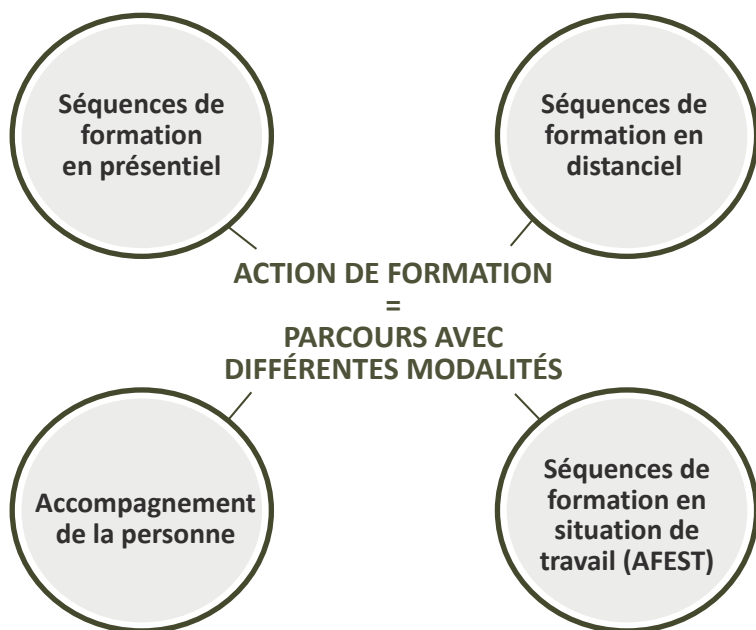 Séquences de
formation
en présentiel
Séquences de
formation en
distanciel
ACTION DE FORMATION
=
PARCOURS AVEC
DIFFÉRENTES MODALITÉS
Accompagnement
de la personne
Séquences de
formation en
situation de
travail (AFEST)